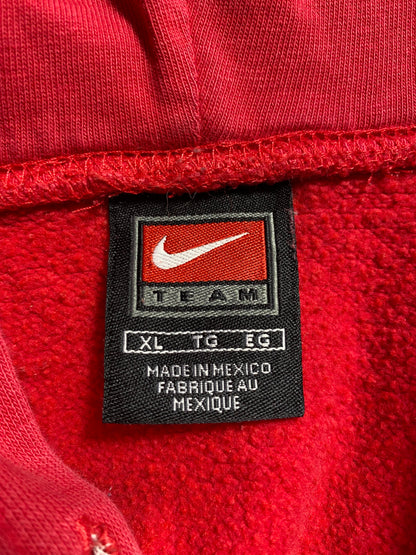 TEAM
XL TG EG
MADE IN MEXICO
FABRIQUE AU
MEXIQUE